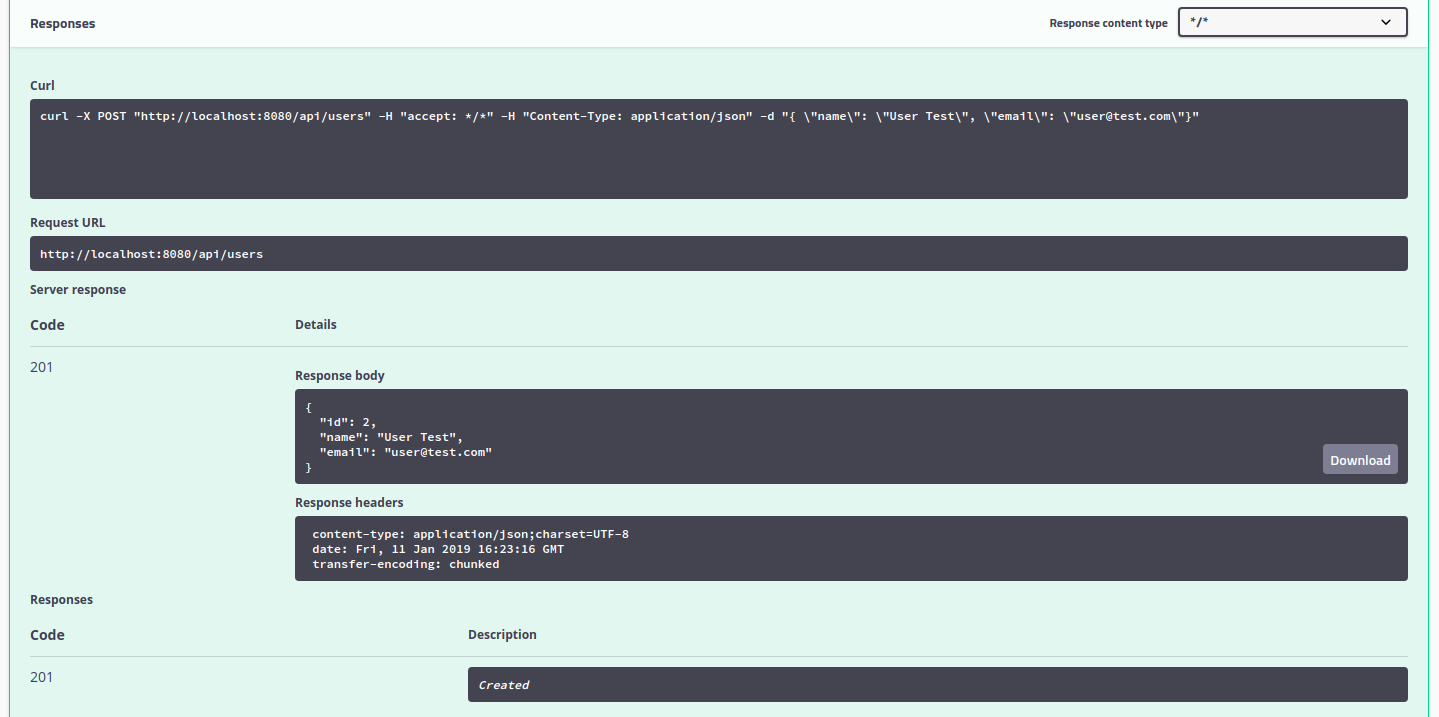 Responses
Response content type */*
Curl
curl -X POST "http://localhost:8080/api/users" -H "accept: */*" -H "Content-Type: application/json" -d "{ \"name\": \"User Test\", \"email\": \"user@test.com\"}"
Request URL
http://localhost:8080/api/users
Server response
Code Details
201
Response body
{
  "id": 2,
  "name": "User Test",
  "email": "user@test.com"
}
Download
Response headers
content-type: application/json;charset=UTF-8
date: Fri, 11 Jan 2019 16:23:16 GMT
transfer-encoding: chunked
Responses
Code Description
201 Created